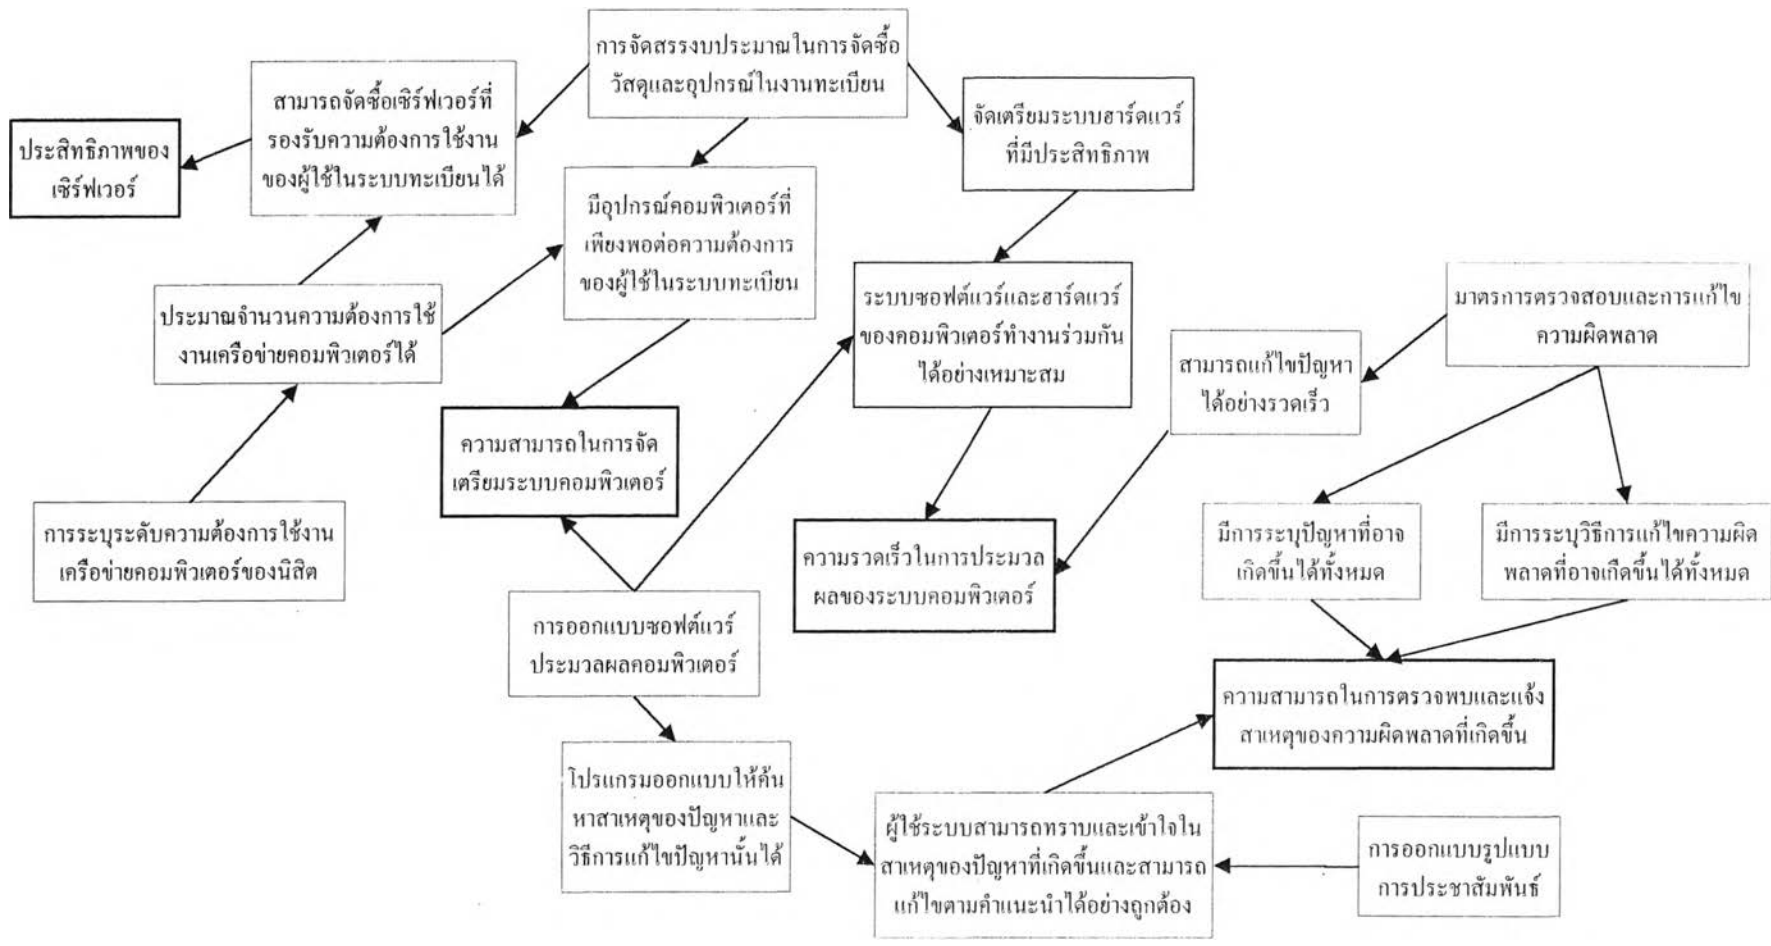 การจัดสรรงบประมาณในการจัดซื้อ
วัสดุและอุปกรณ์ในงานทะเบียน
สามารถจัดซื้อเซิร์ฟเวอร์ที่
รองรับความต้องการใช้งาน
ของผู้ใช้ในระบบทะเบียนได้
จัดเตรียมระบบฮาร์ดแวร์
ที่มีประสิทธิภาพ
ประสิทธิภาพของ
เซิร์ฟเวอร์
มีอุปกรณ์คอมพิวเตอร์ที่
เพียงพอต่อความต้องการ
ของผู้ใช้ในระบบทะเบียน
ประมาณจำนวนความต้องการใช้
งานเครือข่ายคอมพิวเตอร์ได้
ระบบซอฟต์แวร์และฮาร์ดแวร์
ของคอมพิวเตอร์ทำงานร่วมกัน
ได้อย่างเหมาะสม
มาตรการตรวจสอบและการแก้ไข
ความผิดพลาด
สามารถแก้ไขปัญหา
ได้อย่างรวดเร็ว
ความสามารถในการจัด
เตรียมระบบคอมพิวเตอร์
การระบุระดับความต้องการใช้งาน
เครือข่ายคอมพิวเตอร์ของนิสิต
ความรวดเร็วในการประมวล
ผลของระบบคอมพิวเตอร์
มีการระบุปัญหาที่อาจ
เกิดขึ้นได้ทั้งหมด
มีการระบุวิธีการแก้ไขความผิด
พลาดที่อาจเกิดขึ้นได้ทั้งหมด
การออกแบบซอฟต์แวร์
ประมวลผลคอมพิวเตอร์
ความสามารถในการตรวจพบและแจ้ง
สาเหตุของความผิดพลาดที่เกิดขึ้น
โปรแกรมออกแบบให้ค้น
หาสาเหตุของปัญหาและ
วิธีการแก้ไขปัญหานั้นได้
ผู้ใช้ระบบสามารถทราบและเข้าใจใน
สาเหตุของปัญหาที่เกิดขึ้นและสามารถ
แก้ไขตามคำแนะนำได้อย่างถูกต้อง
การออกแบบรูปแบบ
การประชาสัมพันธ์